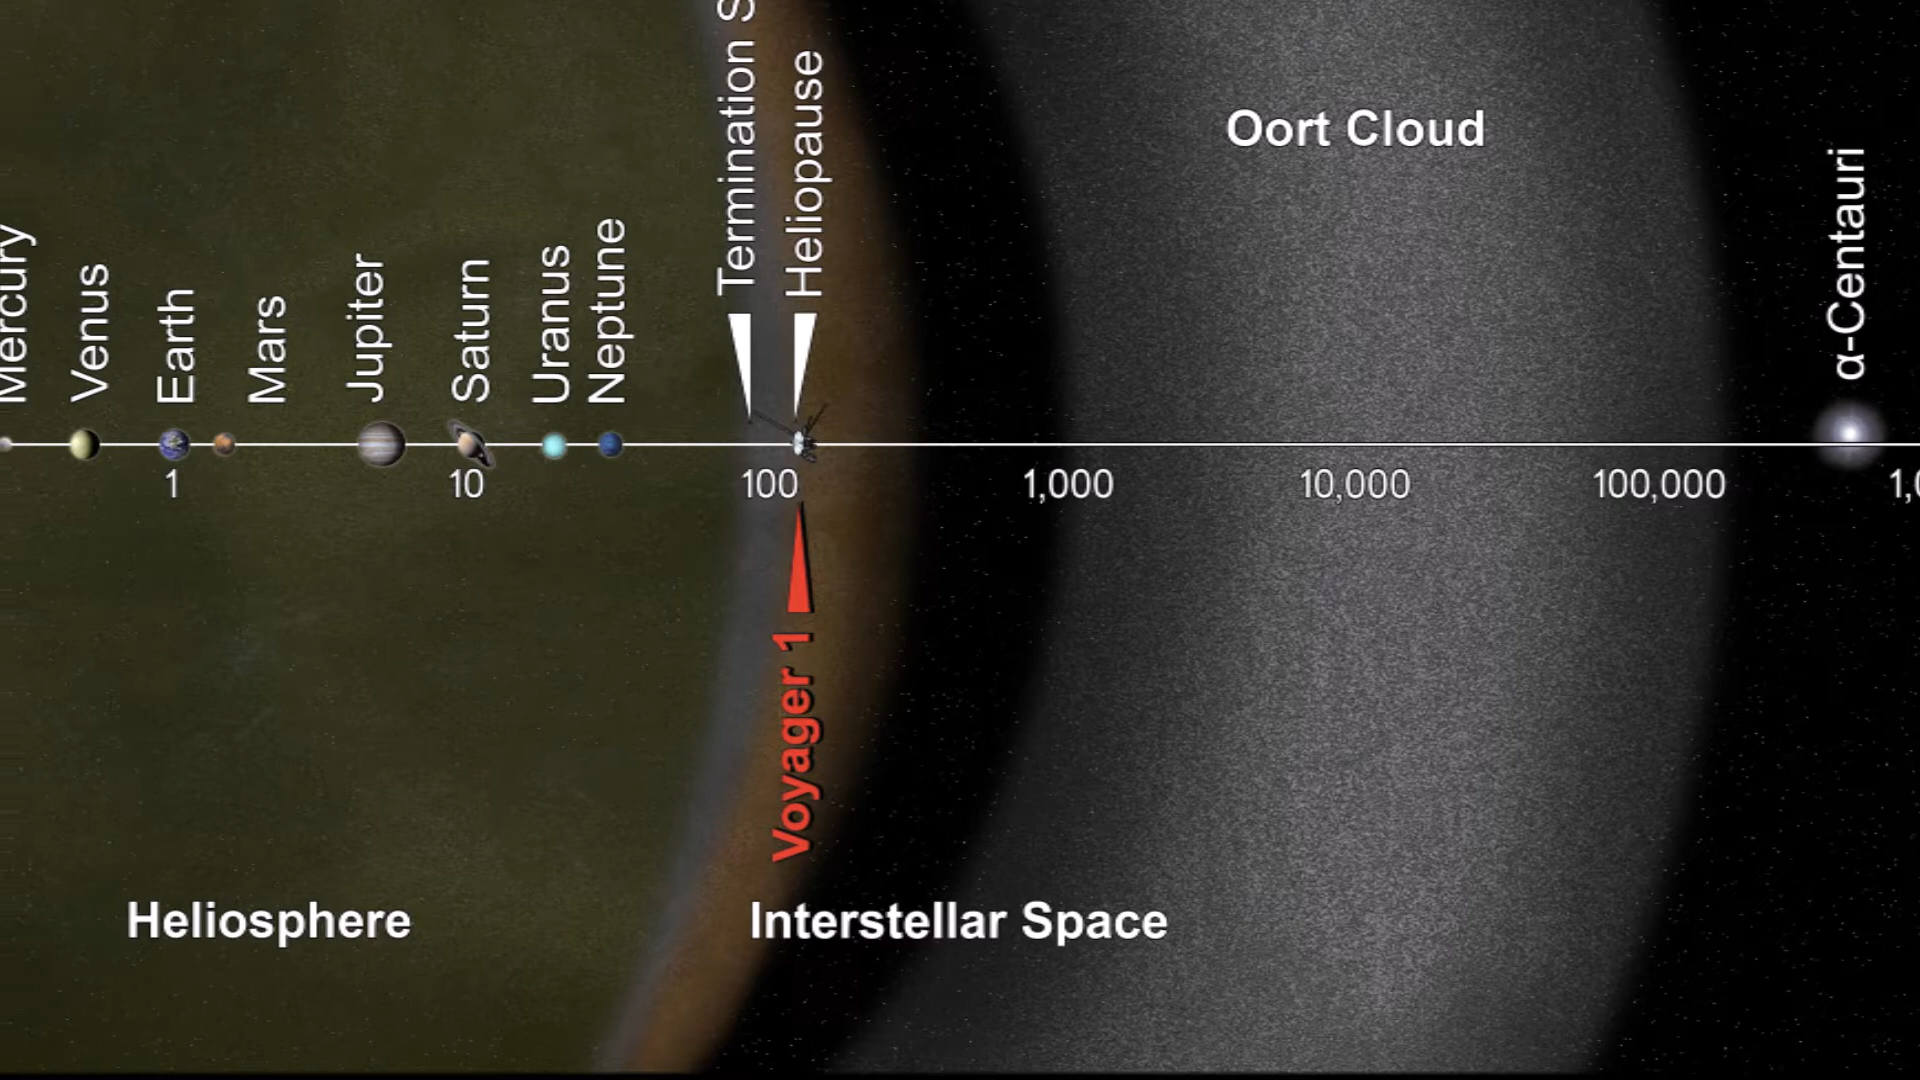 Mercury
Venus
Earth
Mars
Jupiter
Saturn
Uranus
Neptune
Termination
Heliopause
Oort Cloud
α-Centauri
1
10
100
1,000
10,000
100,000
Voyager 1
Heliosphere
Interstellar Space